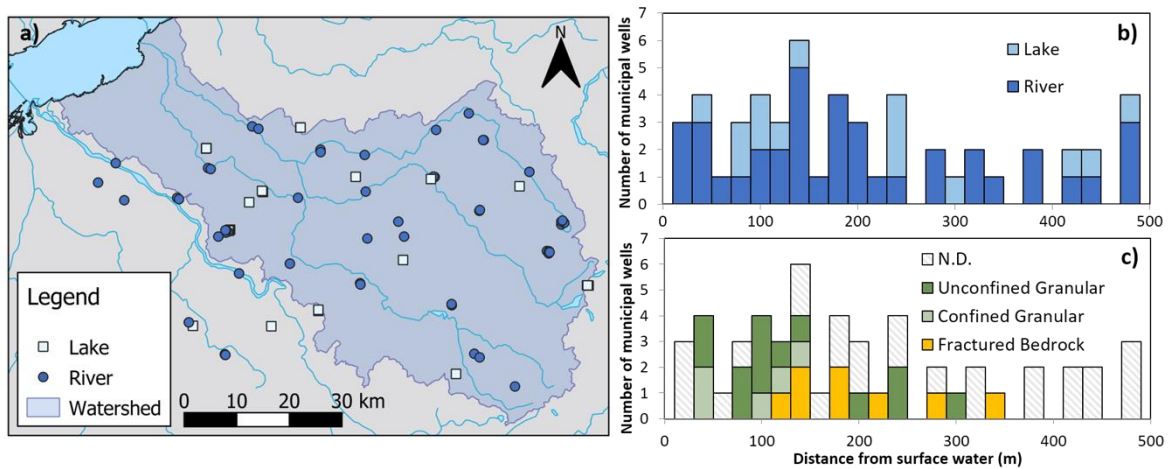 a)
N
Legend
Lake
River
Watershed
0 10 20 30 km
b)
Number of municipal wells
7
6
5
4
3
2
1
0
Lake
River
0 100 200 300 400 500
c)
Number of municipal wells
7
6
5
4
3
2
1
0
N.D.
Unconfined Granular
Confined Granular
Fractured Bedrock
0 100 200 300 400 500
Distance from surface water (m)